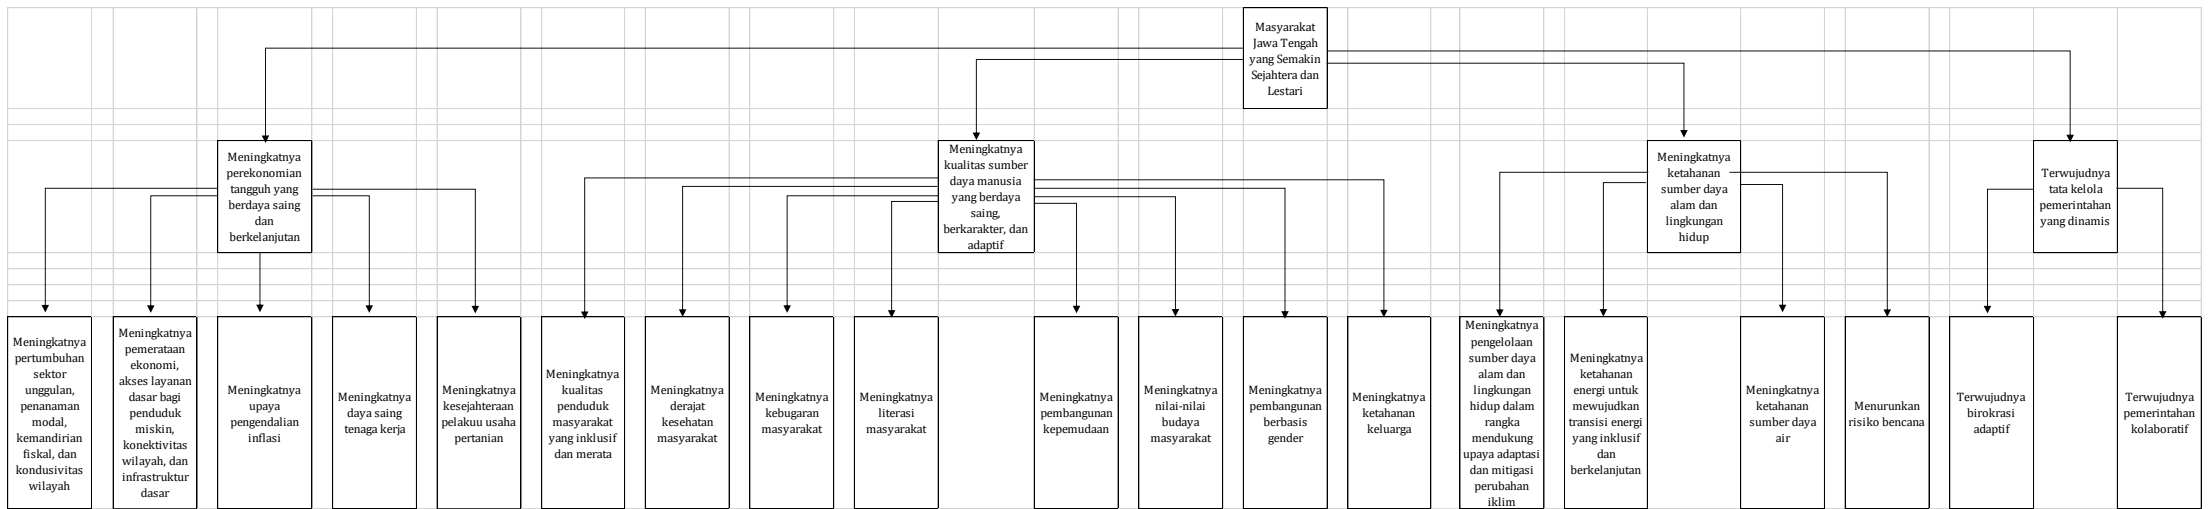 Masyarakat
Jawa Tengah
yang Semakin
Sejahtera dan
Lestari
Meningkatnya
perekonomian
tangguh yang
berdaya saing
dan
berkelanjutan
Meningkatnya
kualitas sumber
daya manusia
yang berdaya
saing,
berkarakter, dan
adaptif
Meningkatnya
ketahanan
sumber daya
alam dan
lingkungan
hidup
Terwujudnya
tata kelola
pemerintahan
yang dinamis
Meningkatnya
pertumbuhan
sektor
unggulan,
penanaman
modal,
kemandirian
fiskal, dan
kondusivitas
wilayah
Meningkatnya
pemerataan
ekonomi,
akses layanan
dasar bagi
penduduk
miskin,
konektivitas
wilayah, dan
infrastruktur
dasar
Meningkatnya
upaya
pengendalian
inflasi
Meningkatnya
daya saing
tenaga kerja
Meningkatnya
kesejahteraan
pelakuu usaha
pertanian
Meningkatnya
kualitas
penduduk
masyarakat
yang inklusif
dan merata
Meningkatnya
derajat
kesehatan
masyarakat
Meningkatnya
kebugaran
masyarakat
Meningkatnya
literasi
masyarakat
Meningkatnya
pembangunan
kepemudaan
Meningkatnya
nilai-nilai
budaya
masyarakat
Meningkatnya
pembangunan
berbasis
gender
Meningkatnya
ketahanan
keluarga
Meningkatnya
pengelolaan
sumber daya
alam dan
lingkungan
hidup dalam
rangka
mendukung
upaya adaptasi
dan mitigasi
perubahan
iklim
Meningkatnya
ketahanan
energi untuk
mewujudkan
transisi energi
yang inklusif
dan
berkelanjutan
Meningkatnya
ketahanan
sumber daya
air
Menurunkan
risiko bencana
Terwujudnya
birokrasi
adaptif
Terwujudnya
pemerintahan
kolaboratif